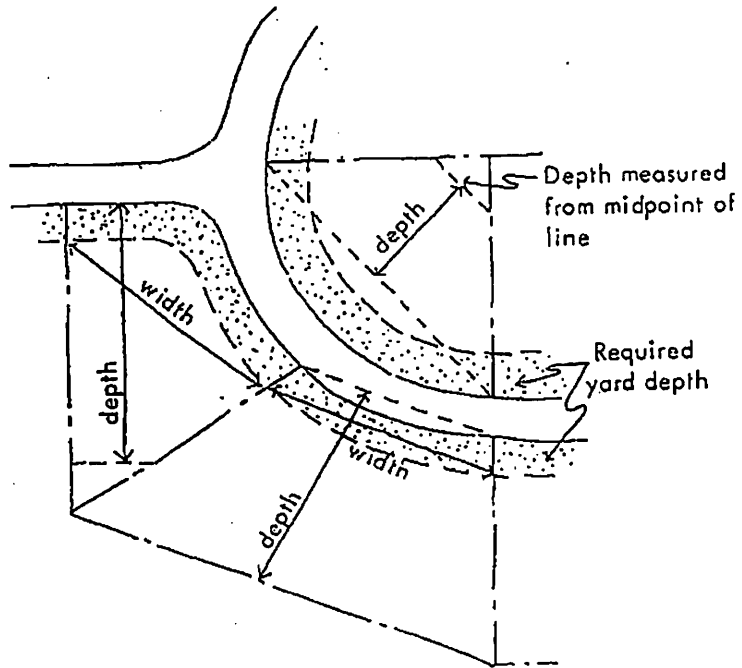 Depth measured
from midpoint of
line
depth
width
depth
Required
yard depth
width
depth